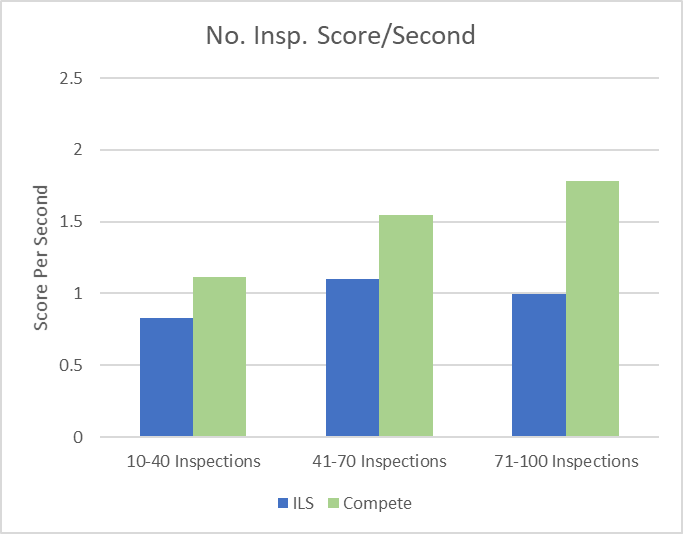 No. Insp. Score/Second
2.5
2
1.5
1
0.5
0
Score Per Second
10-40 Inspections
41-70 Inspections
71-100 Inspections
ILS
Compete